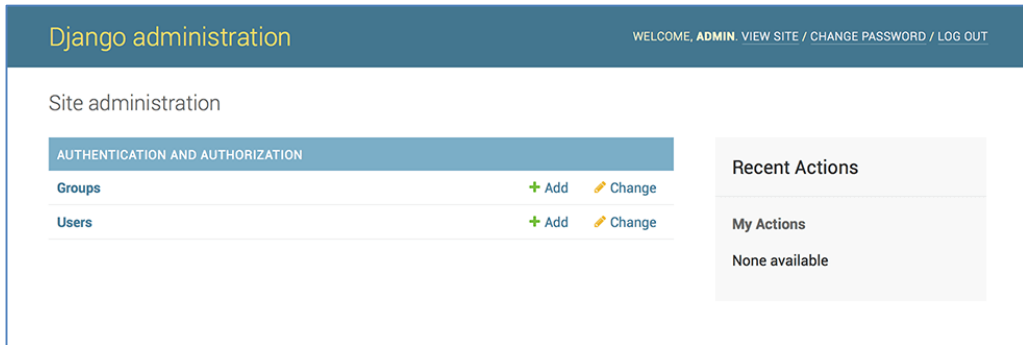 Django administration
WELCOME, ADMIN. VIEW SITE / CHANGE PASSWORD / LOG OUT
Site administration
AUTHENTICATION AND AUTHORIZATION
Groups + Add Change
Users + Add Change
Recent Actions
My Actions
None available